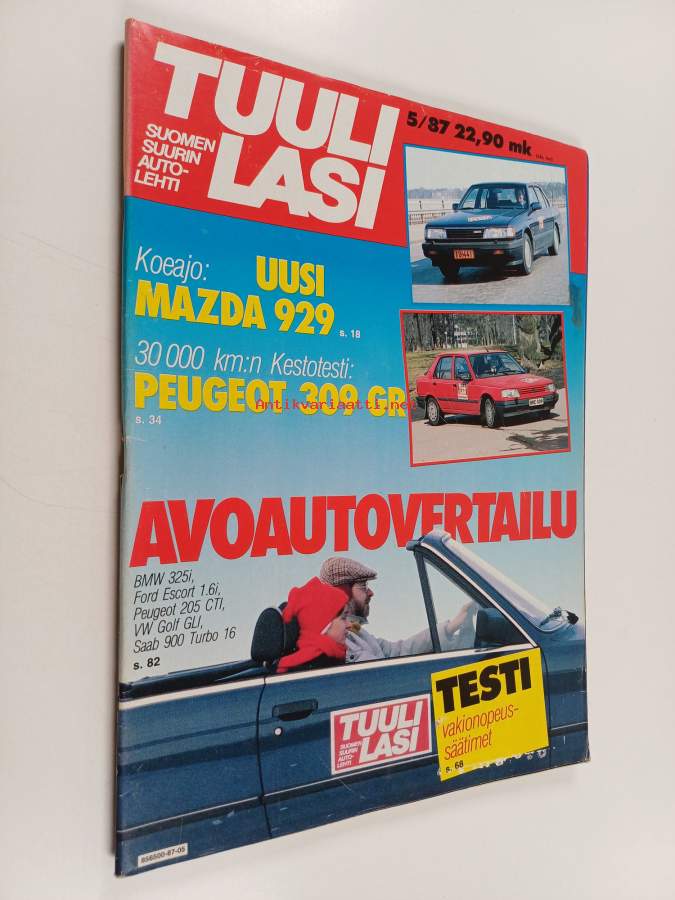 TUULI
LASI
SUOMEN
SUURIN
AUTO-
LEHTI
5/87 22,90 mk
Koeajo: UUSI
MAZDA 929 s. 18
30 000 km:n Kestotesti:
PEUGEOT 309 GR
s. 34
Antikvariaatti.net
AVOAUTOVERTAILU
BMW 325i,
Ford Escort 1.6i,
Peugeot 205 CTI,
VW Golf GLI,
Saab 900 Turbo 16
s. 82
TESTI
vakionopeus-
säätimet
s. 66
TUULI
LASI
SUOMEN
SUURIN
AUTO-
LEHTI
856500-87-05